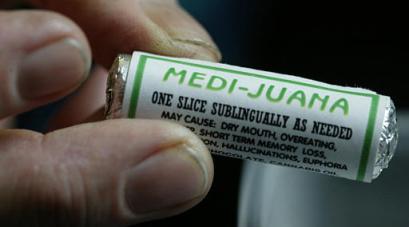 MEDI-JUANA
ONE SLICE SUBLINGUALLY AS NEEDED
MAY CAUSE: DRY MOUTH, OVEREATING,
SHORT TERM MEMORY LOSS,
HALLUCINATIONS, EUPHORIA
CHOCOLATE, CANNABIS OIL